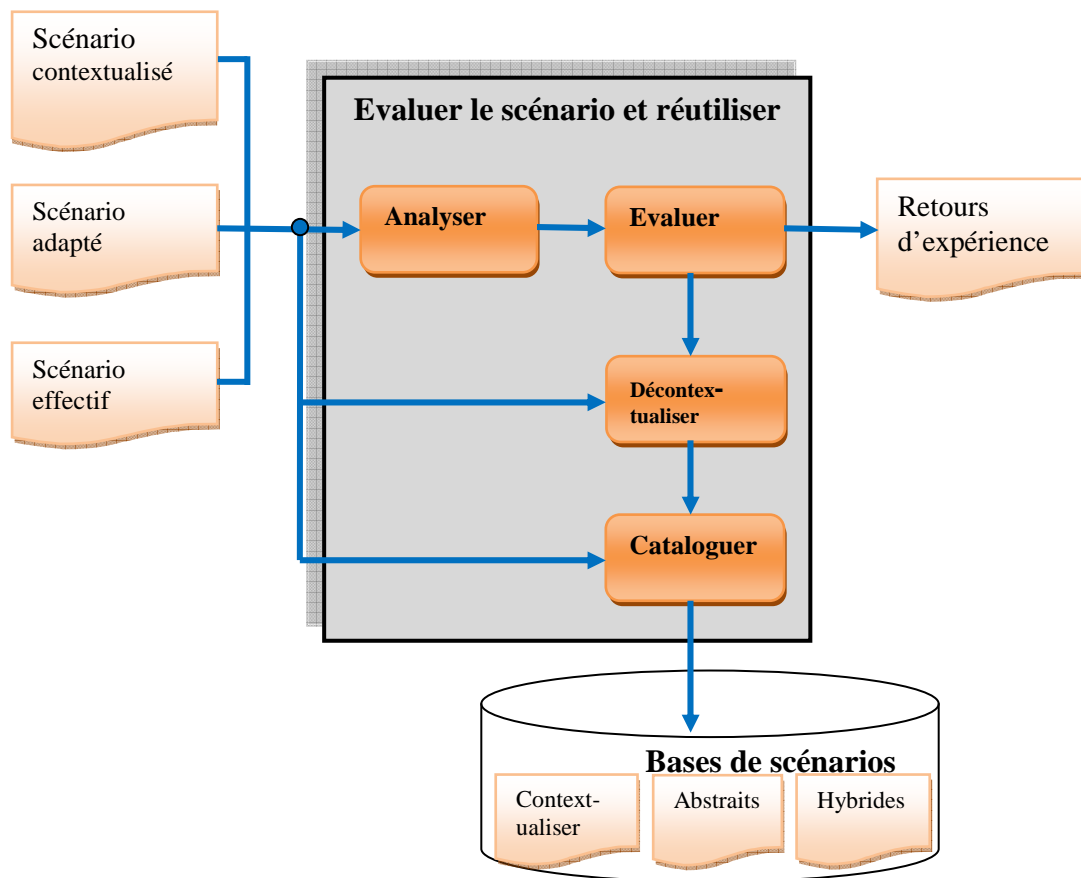 Scénario
contextualisé
Evaluer le scénario et réutiliser
Scénario
adapté
Analyser
Evaluer
Retours
d’expérience
Scénario
effectif
Décontex-
tualiser
Cataloguer
Bases de scénarios
Context-
ualiser
Abstraits
Hybrides